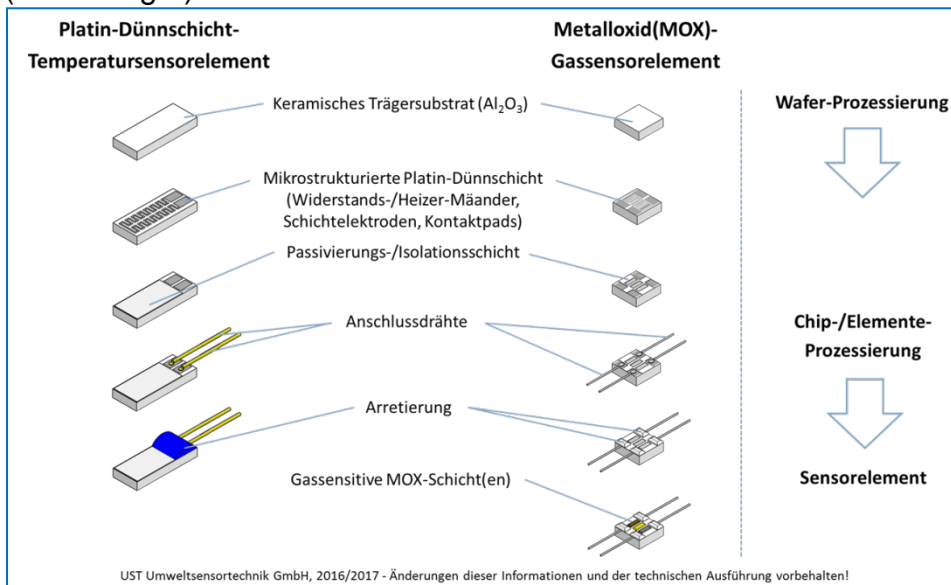 Platin-Dünnschicht-
Temperatursensorelement
Metalloxid(MOX)-
Gassensorelement
Keramisches Trägersubstrat (Al₂O₃)
Wafer-Prozessierung
Mikrostrukturierte Platin-Dünnschicht
(Widerstands-/Heizer-Mäander,
Schichtelektroden, Kontaktpads)
Passivierungs-/Isolationsschicht
Anschlussdrähte
Chip-/Elemente-
Prozessierung
Arretierung
Gassensitive MOX-Schicht(en)
Sensorelement
UST Umweltsensortechnik GmbH, 2016/2017 - Änderungen dieser Informationen und der technischen Ausführung vorbehalten!